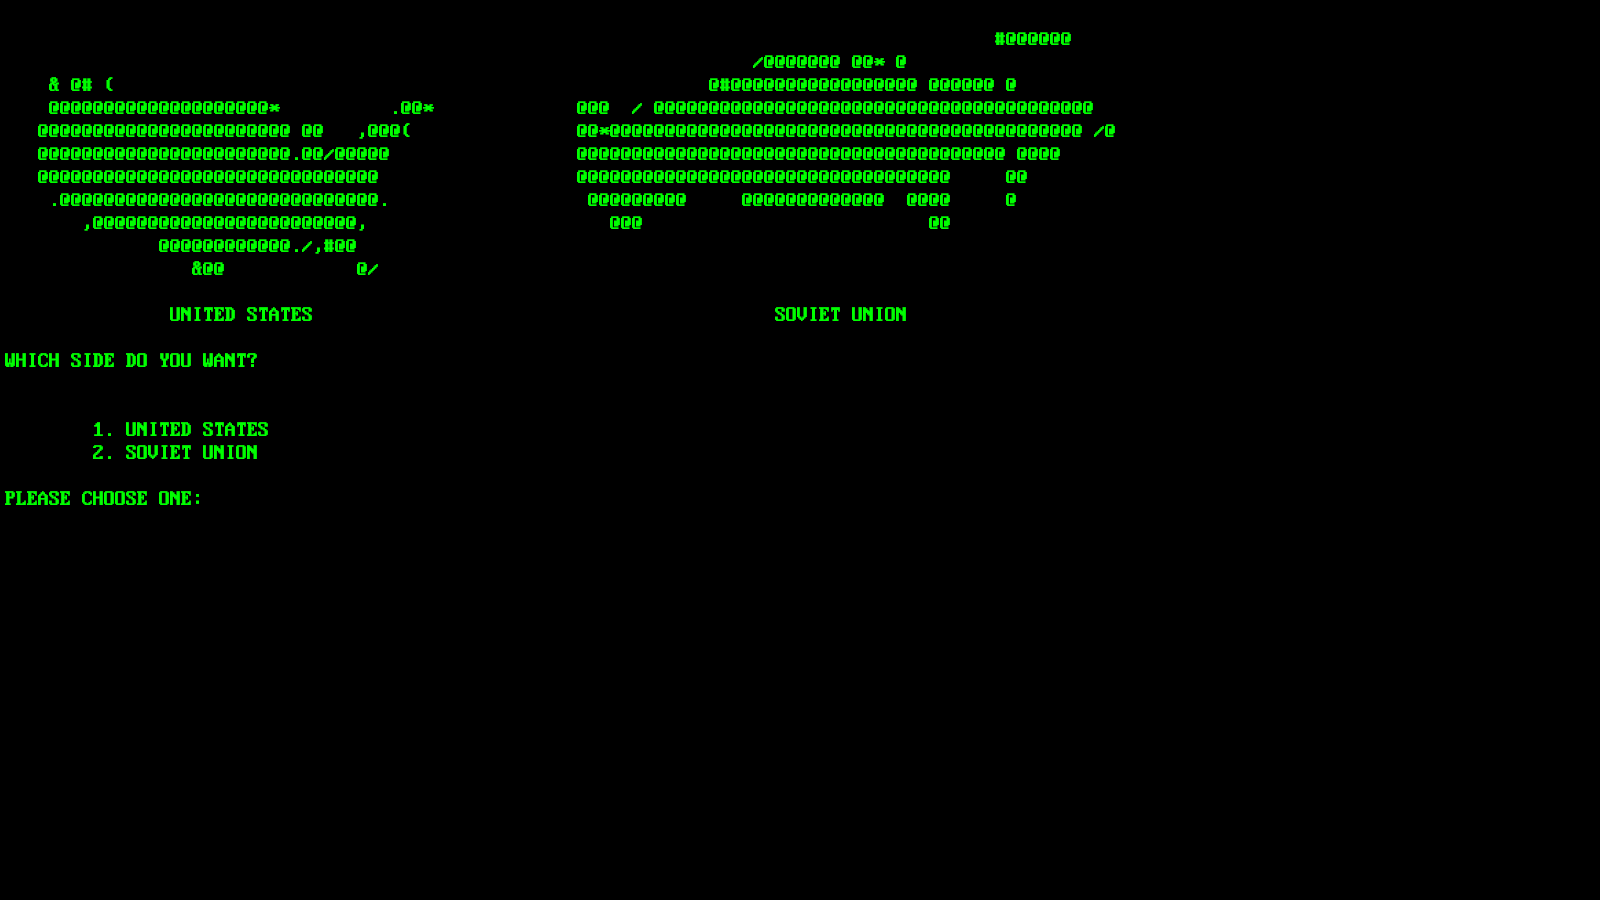 UNITED STATES
SOVIET UNION
WHICH SIDE DO YOU WANT?
1. UNITED STATES
2. SOVIET UNION
PLEASE CHOOSE ONE: